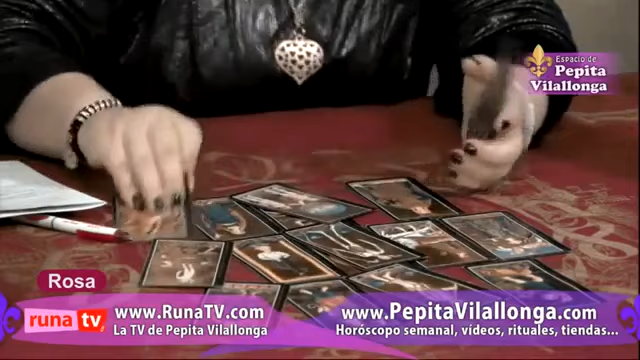 Espacio de
Pepita
Vilallonga
Rosa
runa tv
www.RunaTV.com
La TV de Pepita Vilallonga
www.PepitaVilallonga.com
Horóscopo semanal, vídeos, rituales, tiendas...